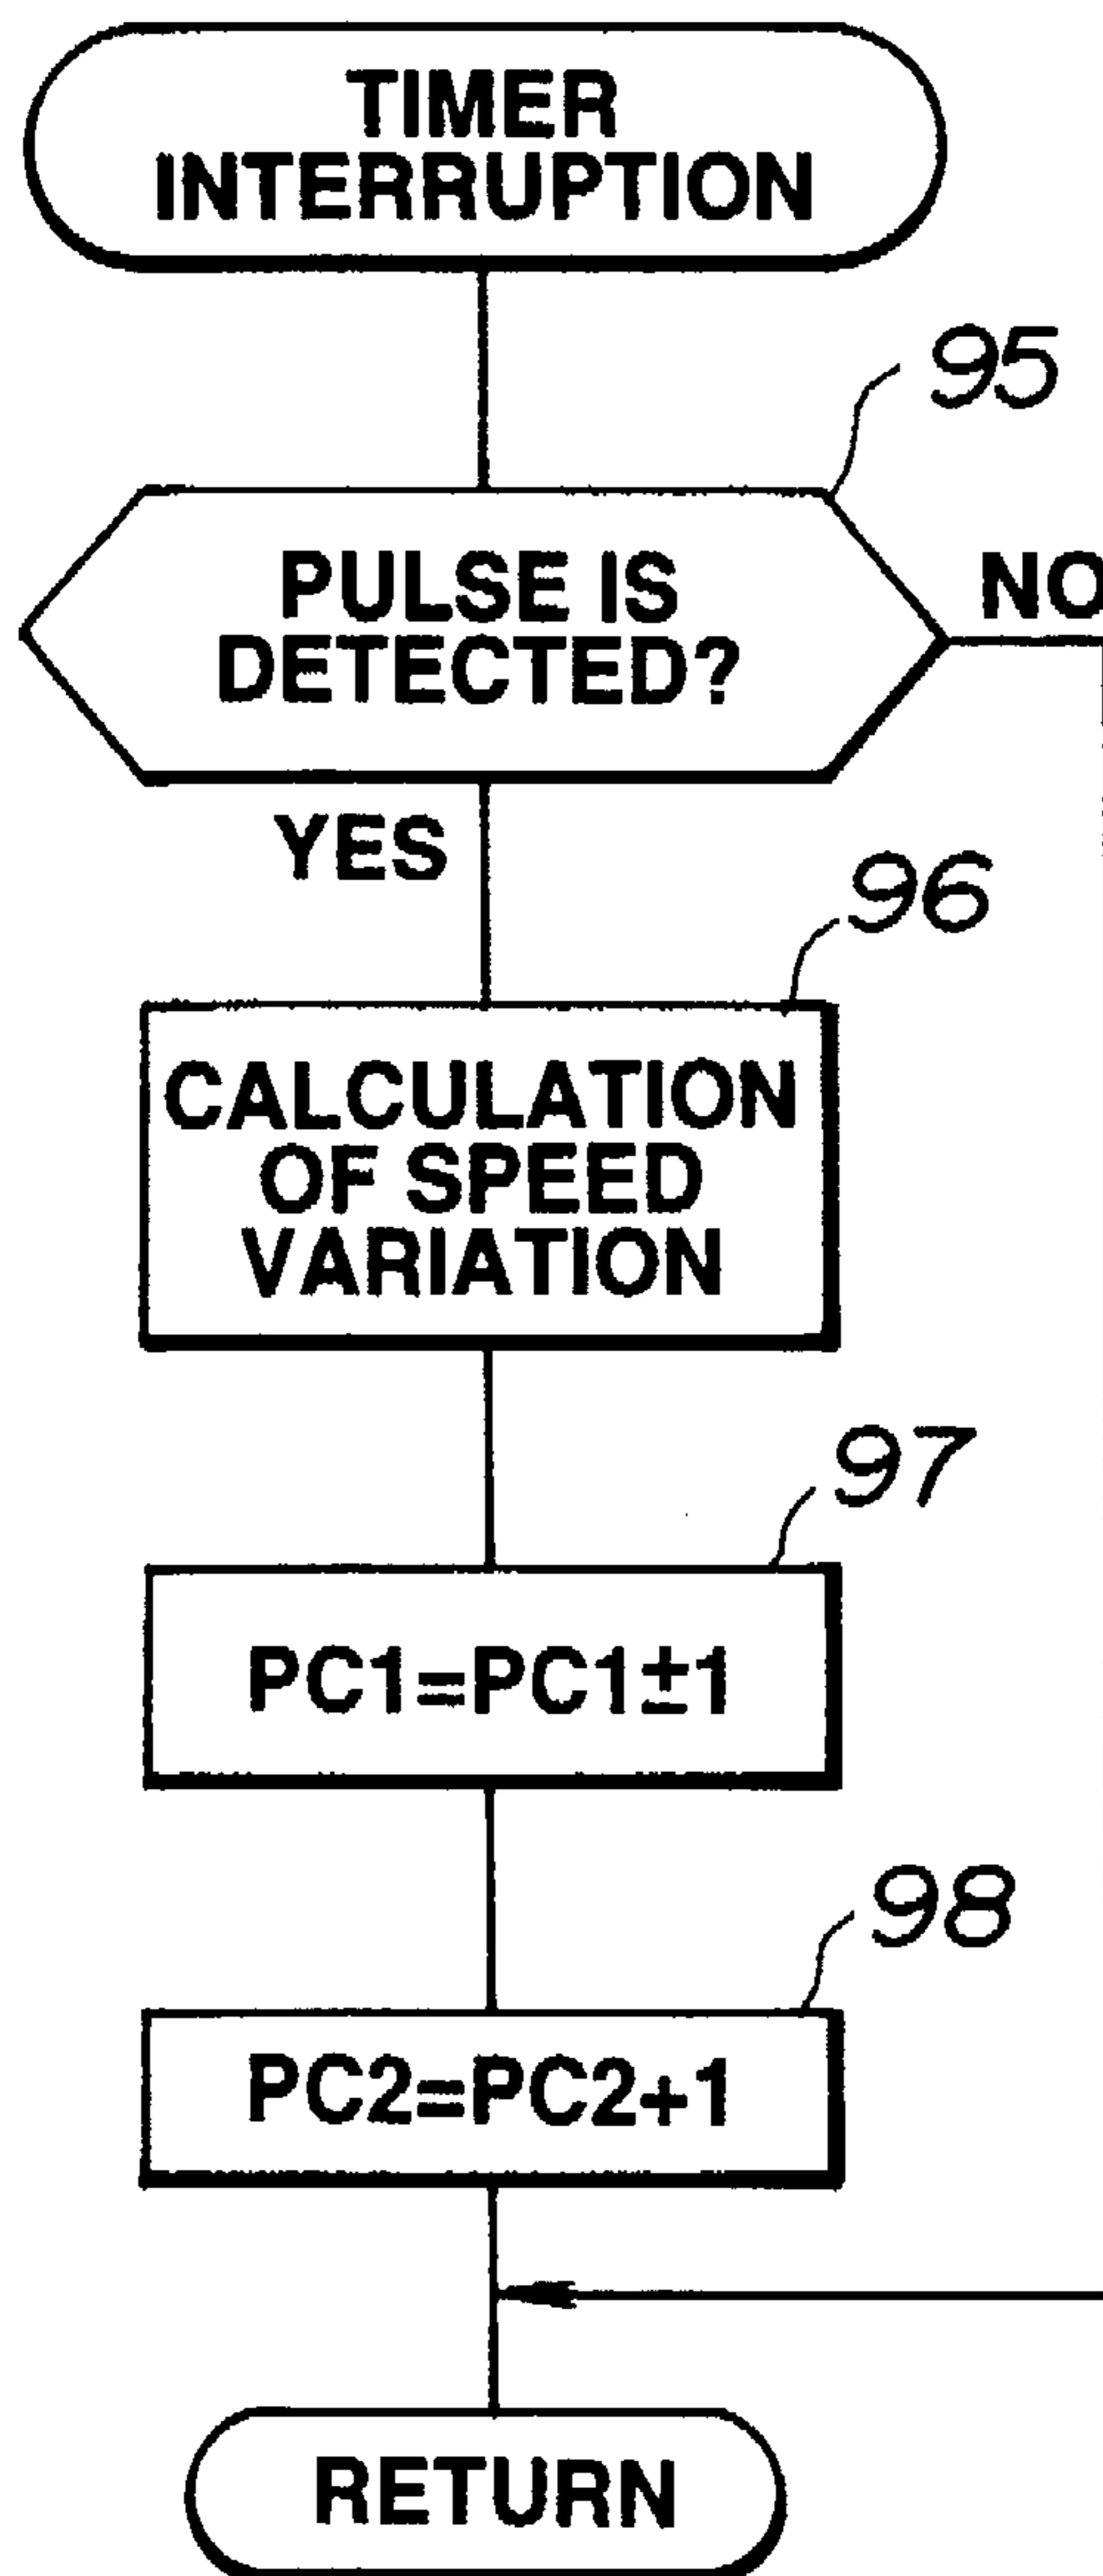 TIMER
INTERRUPTION
95
PULSE IS
DETECTED?
NO
YES
96
CALCULATION
OF SPEED
VARIATION
97
PC1=PC1±1
98
PC2=PC2+1
RETURN